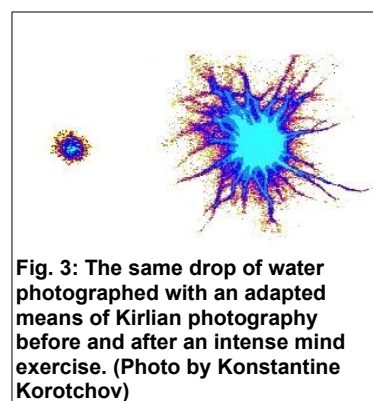 Fig. 3: The same drop of water
photographed with an adapted
means of Kirlian photography
before and after an intense mind
exercise. (Photo by Konstantine
Korotchov)